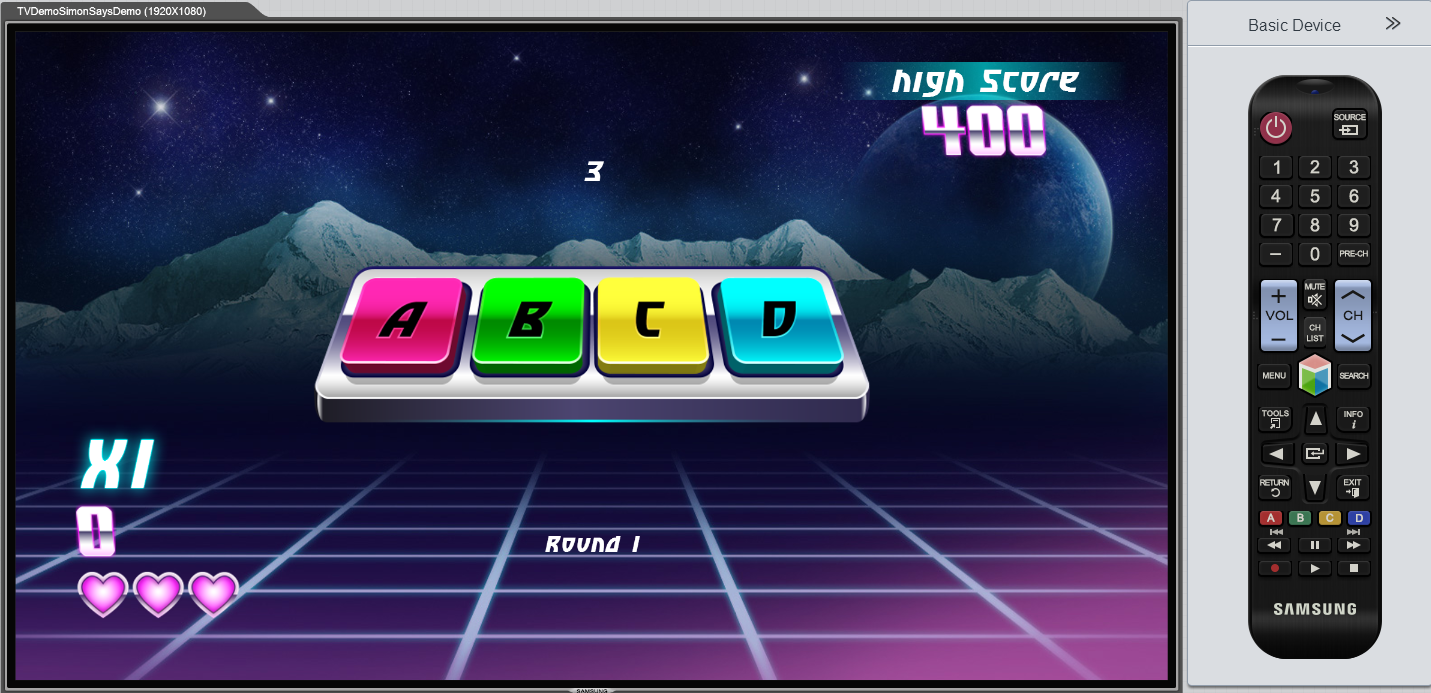 TVDemoSimonSaysDemo (1920X1080)
Basic Device
high Score
400
3
A B C D
X1
0
Round 1
SAMSUNG
SOURCE
1 2 3
4 5 6
7 8 9
– 0 PRE-CH
+ MUTE
VOL CH
– CH LIST
MENU SEARCH
TOOLS INFO
i
RETURN EXIT
A B C D
SAMSUNG